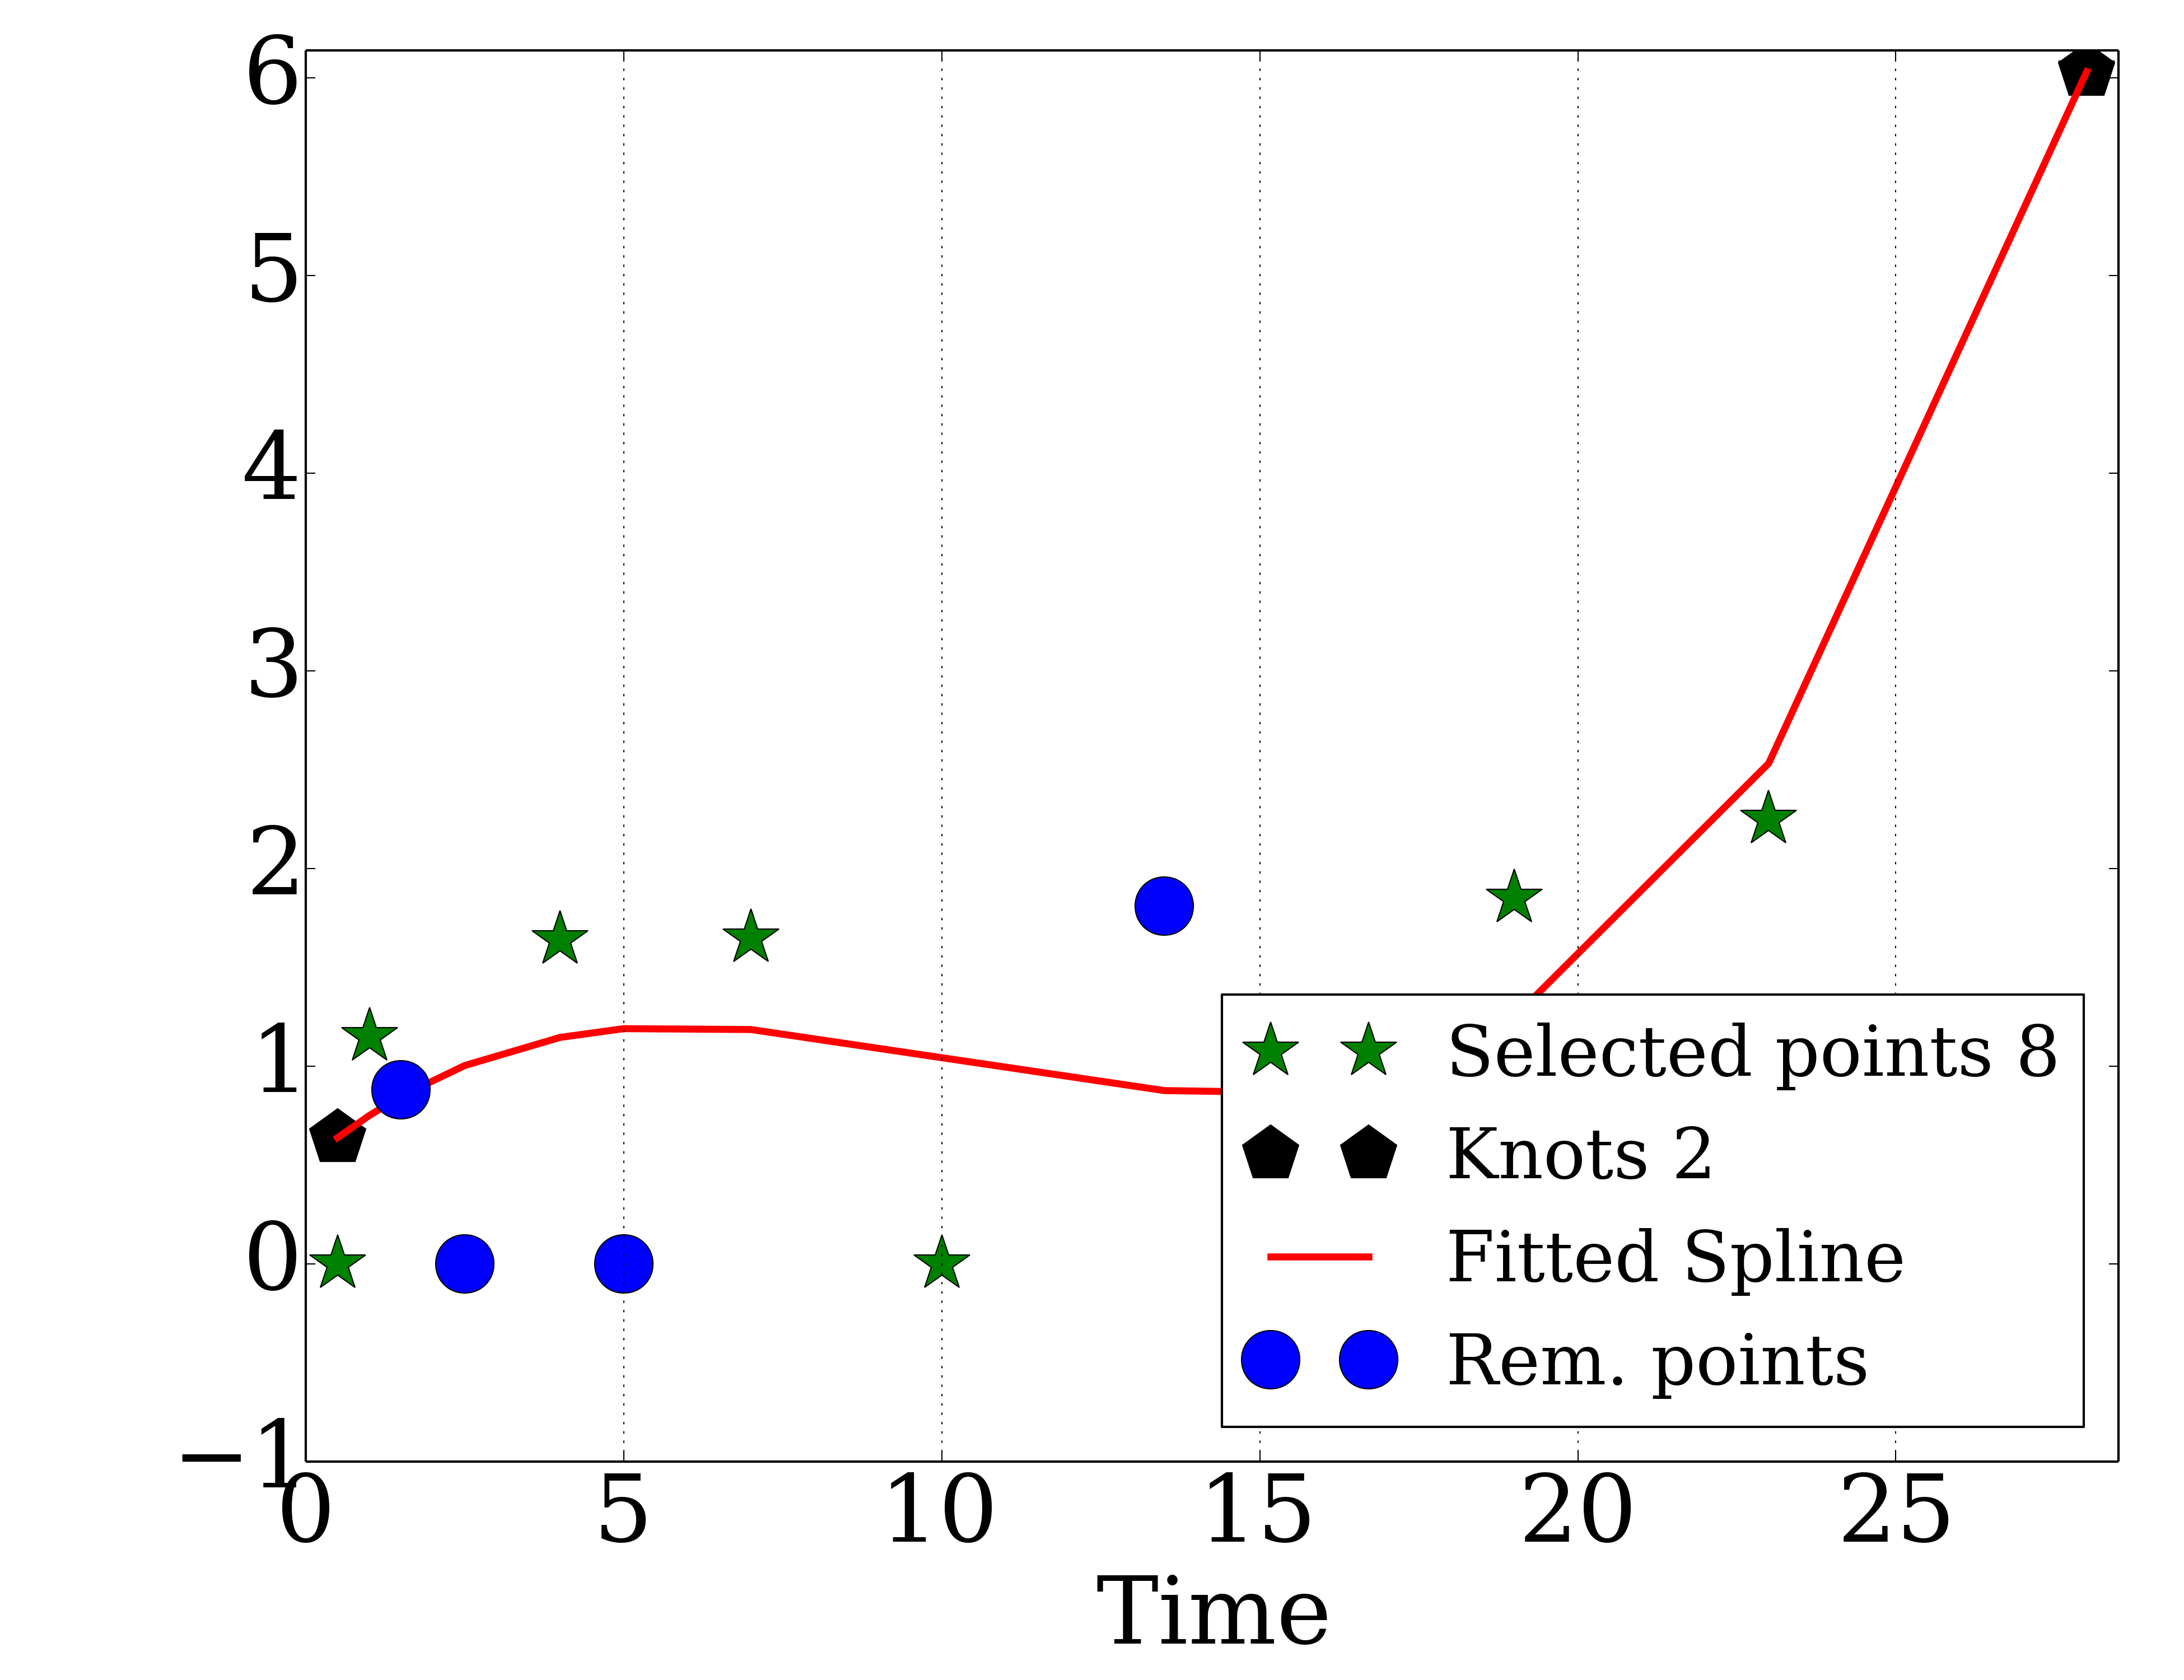 6
5
4
3
2
1
0
−1
0 5 10 15 20 25
Time
Selected points 8
Knots 2
Fitted Spline
Rem. points